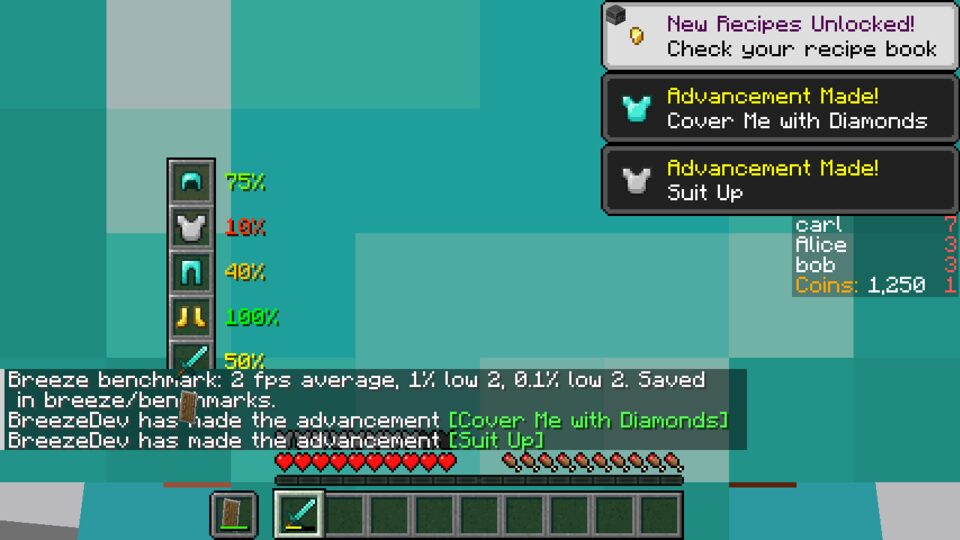 New Recipes Unlocked!
Check your recipe book
Advancement Made!
Cover Me with Diamonds
Advancement Made!
Suit Up
75%
10%
40%
100%
50%
carl 7
Alice 3
bob 3
Coins: 1,250 1
Breeze benchmark: 2 fps average, 1% low 2, 0.1% low 2. Saved
in breeze/benchmarks.
BreezeDev has made the advancement [Cover Me with Diamonds]
BreezeDev has made the advancement [Suit Up]